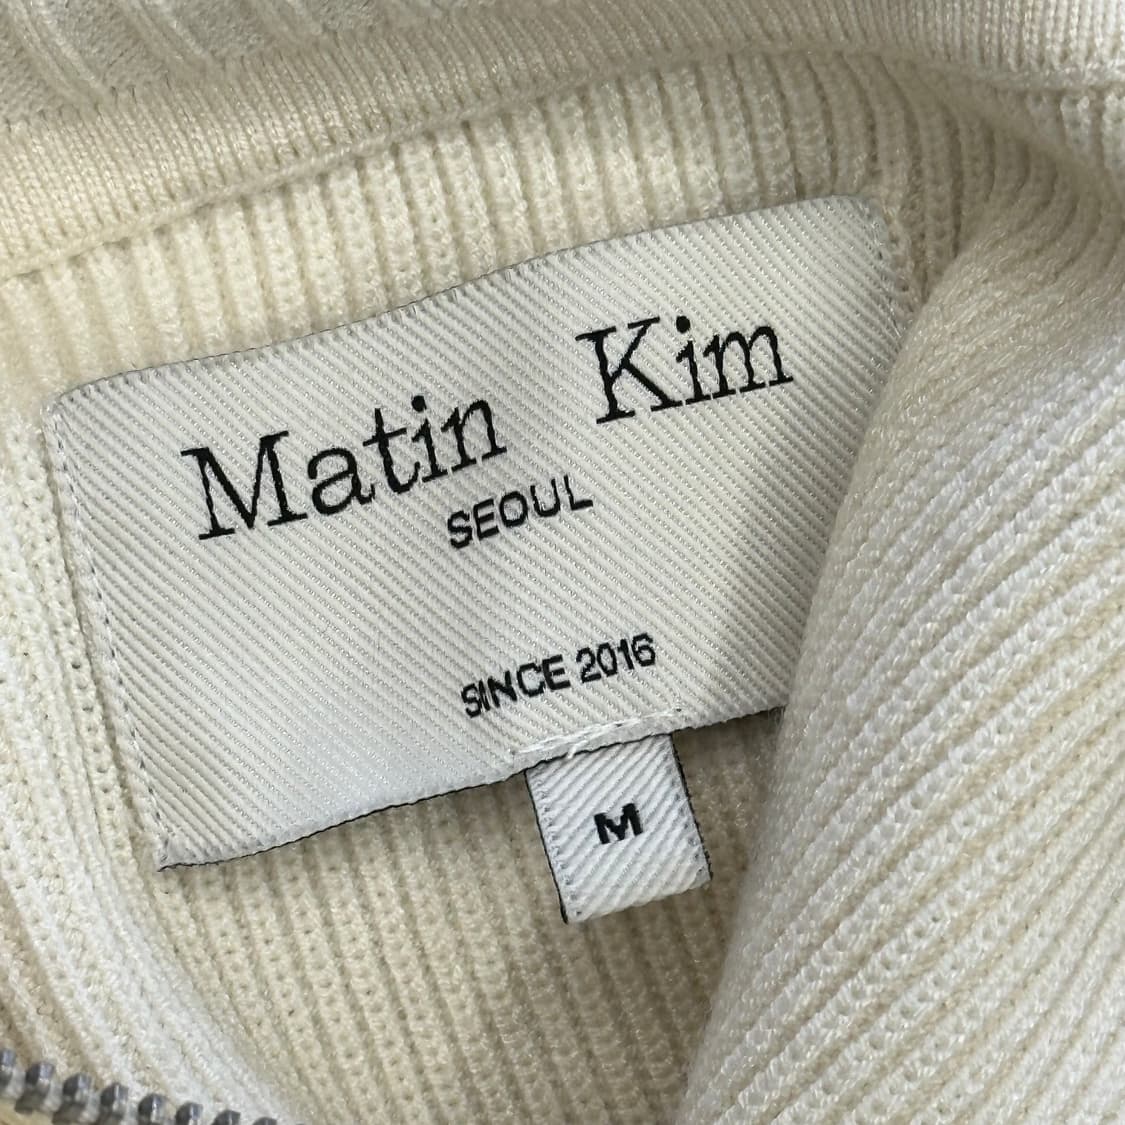 Matin Kim
SEOUL
SINCE 2016
M